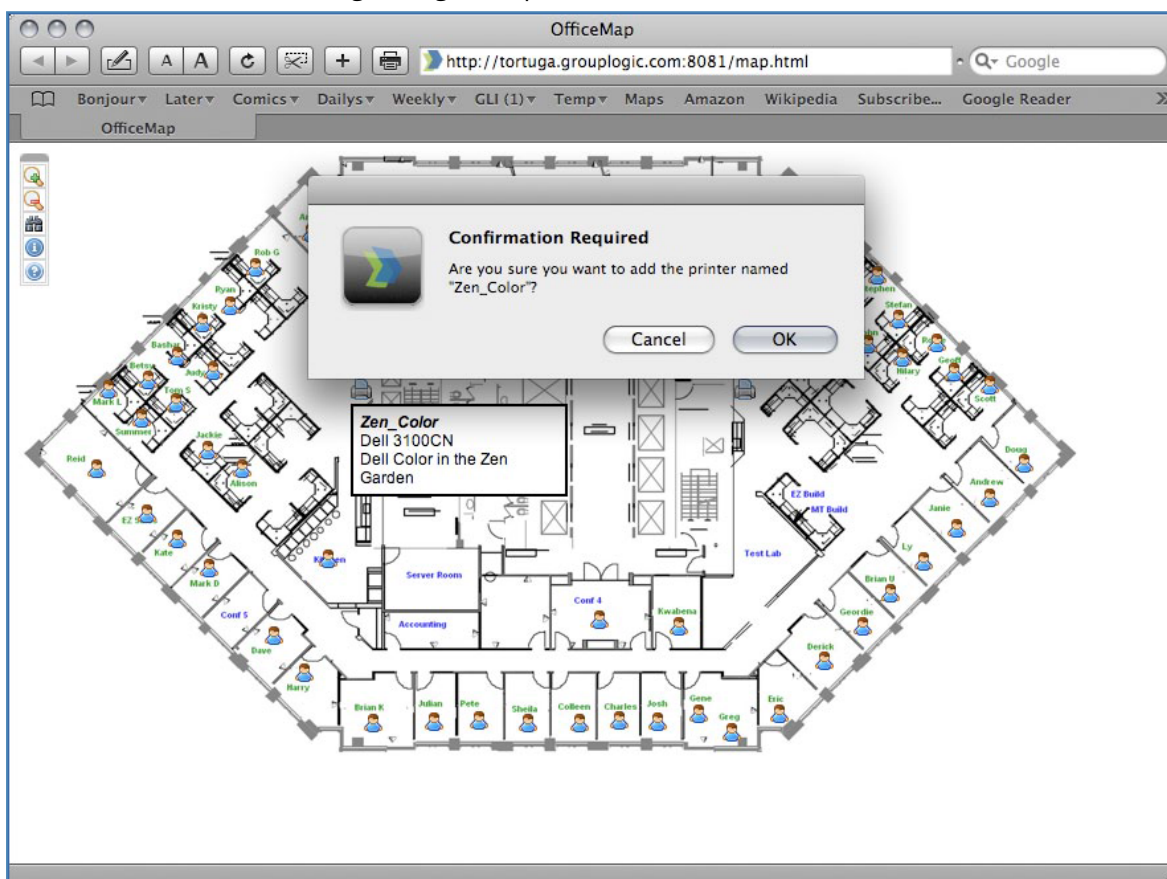 OfficeMap
A A
http://tortuga.grouplogic.com:8081/map.html
Google
Bonjour Later Comics Dailys Weekly GLI (1) Temp Maps Amazon Wikipedia Subscribe... Google Reader
OfficeMap
Confirmation Required
Are you sure you want to add the printer named
"Zen_Color"?
Cancel OK
Zen_Color
Dell 3100CN
Dell Color in the Zen
Garden
Rob G
Ryan
Kristy
Bashar
Betsy
Judy
Tom S
Mark L
Summer
Jackie
Reid
Alison
Kate
Mark D
Conf 5
Dave
Harry
Server Room
Accounting
Conf 4
Kwabena
Brian K
Julian
Pete
Sheila
Colleen
Charles
Josh
Gene
Greg
Eric
Derick
Geordie
Brian U
Ly
Janie
Andrew
Doug
Scott
Geoff
Hilary
Stefan
EZ Build
MT Build
Test Lab